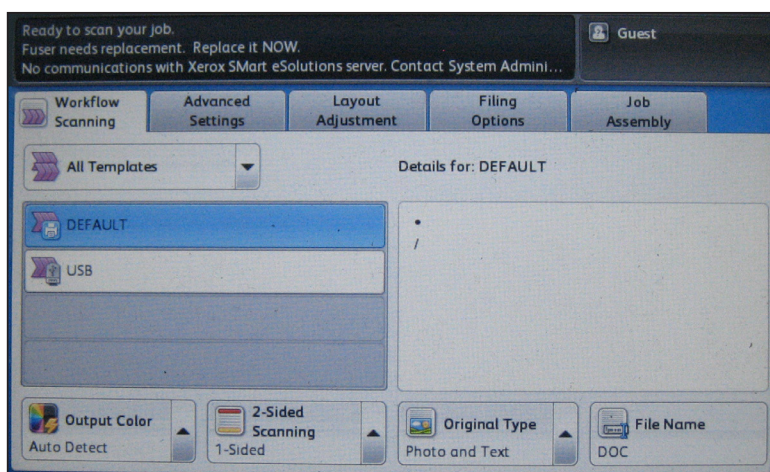 Ready to scan your job.
Fuser needs replacement. Replace it NOW.
No communications with Xerox SMart eSolutions server. Contact System Admini...
Guest
Workflow
Scanning
Advanced
Settings
Layout
Adjustment
Filing
Options
Job
Assembly
All Templates
Details for: DEFAULT
DEFAULT
•
/
USB
Output Color
Auto Detect
2-Sided
Scanning
1-Sided
Original Type
Photo and Text
File Name
DOC